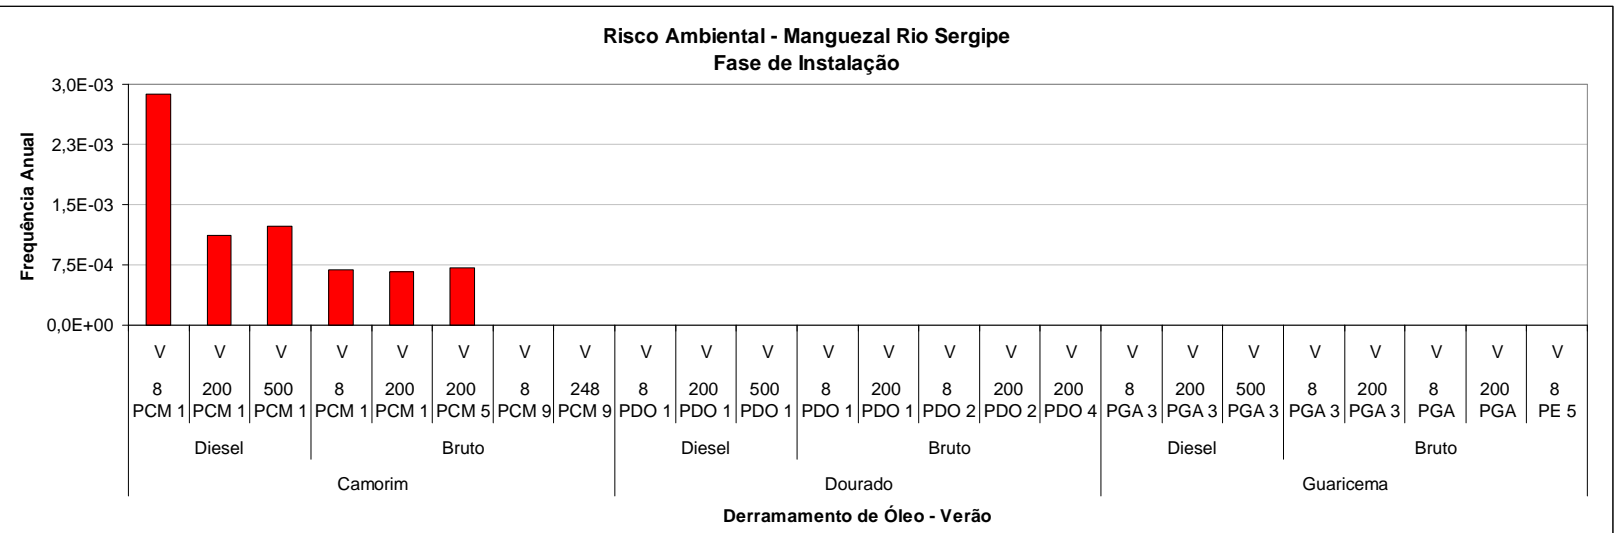 Risco Ambiental - Manguezal Rio Sergipe
Fase de Instalação
Frequência Anual
3,0E-03
2,3E-03
1,5E-03
7,5E-04
0,0E+00
V V V V V V V V V V V V V V V V V V V V V V V V
8 200 500 8 200 200 8 248 8 200 500 8 200 8 200 200 8 200 500 8 200 8 200 8
PCM 1 PCM 1 PCM 1 PCM 1 PCM 1 PCM 5 PCM 9 PCM 9 PDO 1 PDO 1 PDO 1 PDO 1 PDO 1 PDO 2 PDO 2 PDO 4 PGA 3 PGA 3 PGA 3 PGA 3 PGA 3 PGA PGA PE 5
Diesel Bruto Diesel Bruto Diesel Bruto
Camorim Dourado Guaricema
Derramamento de Óleo - Verão